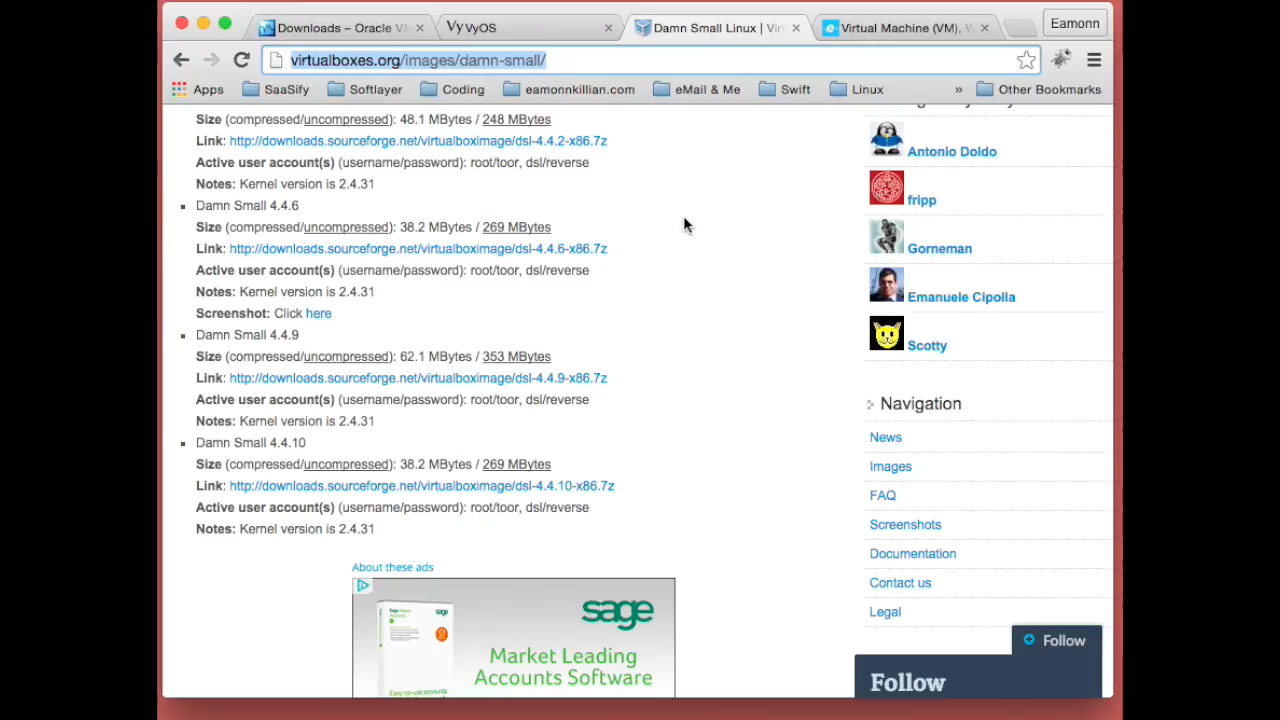 Downloads – Oracle VM
VyOS
Damn Small Linux | Virt
Virtual Machine (VM), W
Eamonn
virtualboxes.org/images/damn-small/
Apps
SaaSify
Softlayer
Coding
eamonnkillian.com
eMail & Me
Swift
Linux
»
Other Bookmarks
Size (compressed/uncompressed): 48.1 MBytes / 248 MBytes
Link: http://downloads.sourceforge.net/virtualboximage/dsl-4.4.2-x86.7z
Active user account(s) (username/password): root/toor, dsl/reverse
Notes: Kernel version is 2.4.31
Damn Small 4.4.6
Size (compressed/uncompressed): 38.2 MBytes / 269 MBytes
Link: http://downloads.sourceforge.net/virtualboximage/dsl-4.4.6-x86.7z
Active user account(s) (username/password): root/toor, dsl/reverse
Notes: Kernel version is 2.4.31
Screenshot: Click here
Damn Small 4.4.9
Size (compressed/uncompressed): 62.1 MBytes / 353 MBytes
Link: http://downloads.sourceforge.net/virtualboximage/dsl-4.4.9-x86.7z
Active user account(s) (username/password): root/toor, dsl/reverse
Notes: Kernel version is 2.4.31
Damn Small 4.4.10
Size (compressed/uncompressed): 38.2 MBytes / 269 MBytes
Link: http://downloads.sourceforge.net/virtualboximage/dsl-4.4.10-x86.7z
Active user account(s) (username/password): root/toor, dsl/reverse
Notes: Kernel version is 2.4.31
About these ads
sage
Market Leading
Accounts Software
Antonio Doldo
fripp
Gorneman
Emanuele Cipolla
Scotty
Navigation
News
Images
FAQ
Screenshots
Documentation
Contact us
Legal
Follow
Follow